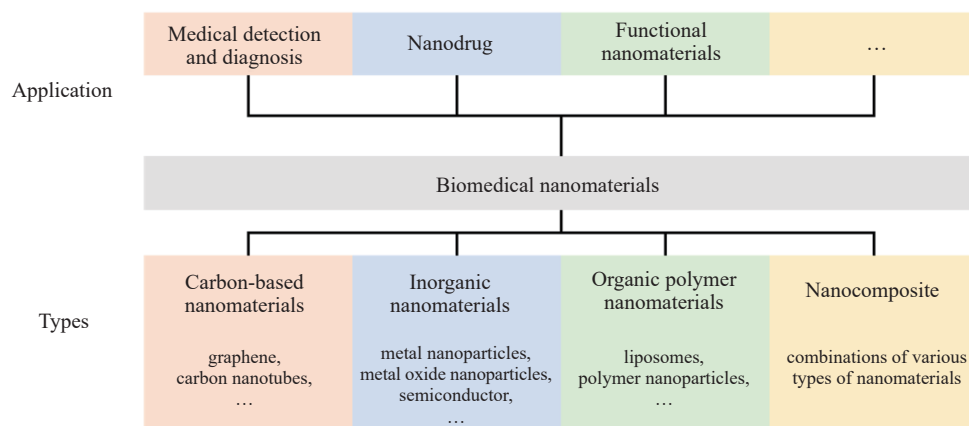 Medical detection
and diagnosis
Nanodrug
Functional
nanomaterials
…
Application
Biomedical nanomaterials
Types
Carbon-based
nanomaterials
graphene,
carbon nanotubes,
…
Inorganic
nanomaterials
metal nanoparticles,
metal oxide nanoparticles,
semiconductor,
…
Organic polymer
nanomaterials
liposomes,
polymer nanoparticles,
…
Nanocomposite
combinations of various
types of nanomaterials